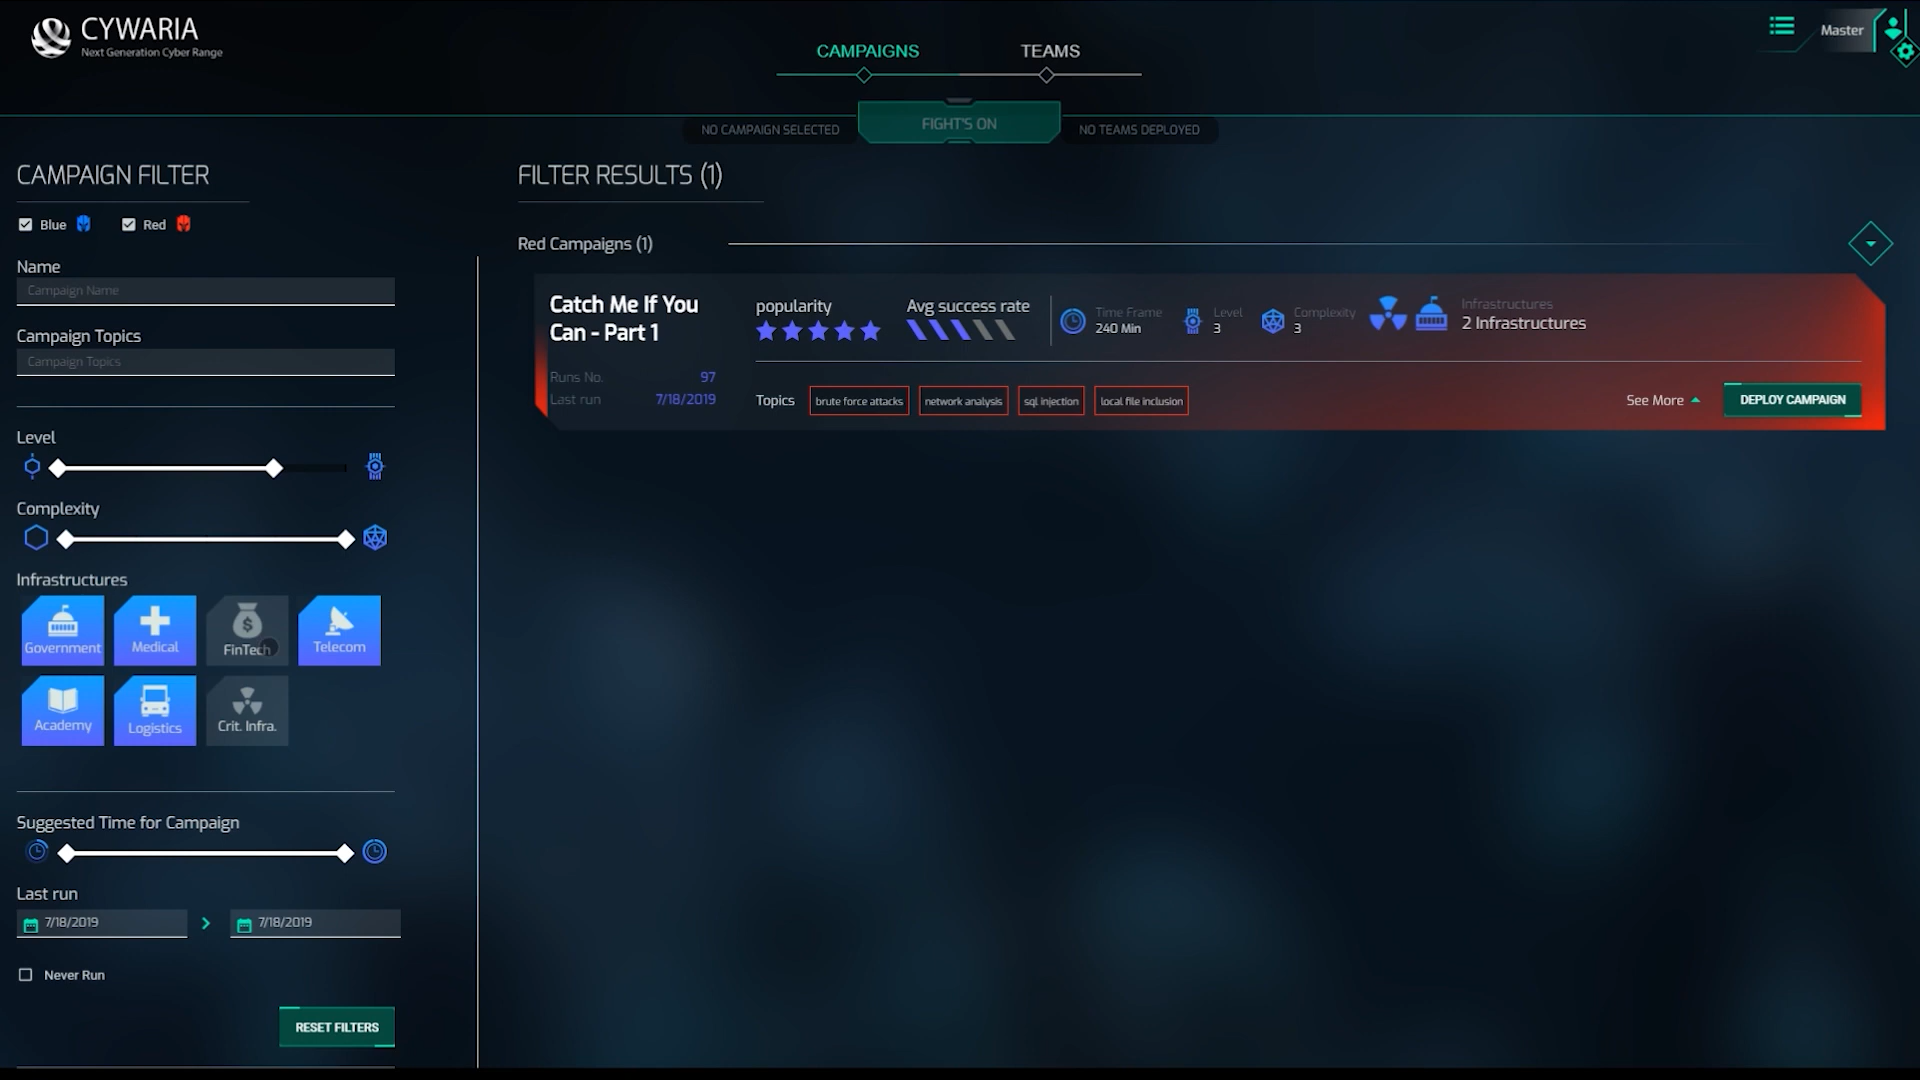 CYWARIA
Next Generation Cyber Range
CAMPAIGNS
TEAMS
Master
NO CAMPAIGN SELECTED
FIGHT'S ON
NO TEAMS DEPLOYED
CAMPAIGN FILTER
Blue
Red
Name
Campaign Name
Campaign Topics
Campaign Topics
Level
Complexity
Infrastructures
Government
Medical
FinTech
Telecom
Academy
Logistics
Crit. Infra.
Suggested Time for Campaign
Last run
7/18/2019
7/18/2019
Never Run
RESET FILTERS
FILTER RESULTS (1)
Red Campaigns (1)
Catch Me If You
Can - Part 1
Runs No. 97
Last run 7/18/2019
popularity
Avg success rate
Time Frame
240 Min
Level
3
Complexity
3
Infrastructures
2 Infrastructures
Topics
brute force attacks
network analysis
sql injection
local file inclusion
See More
DEPLOY CAMPAIGN